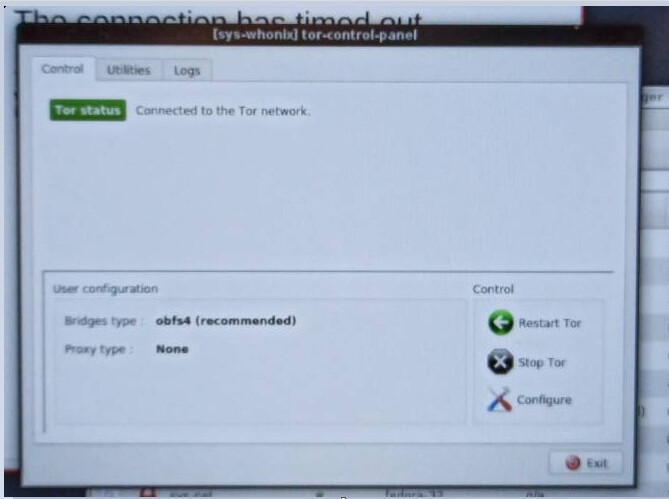 The connection has timed out
[sys-whonix] tor-control-panel
Control Utilities Logs
ger
Tor status Connected to the Tor network.
User configuration
Control
Bridges type : obfs4 (recommended)
Restart Tor
Proxy type : None
Stop Tor
Configure
Exit
sys-net fedora-32 n/a